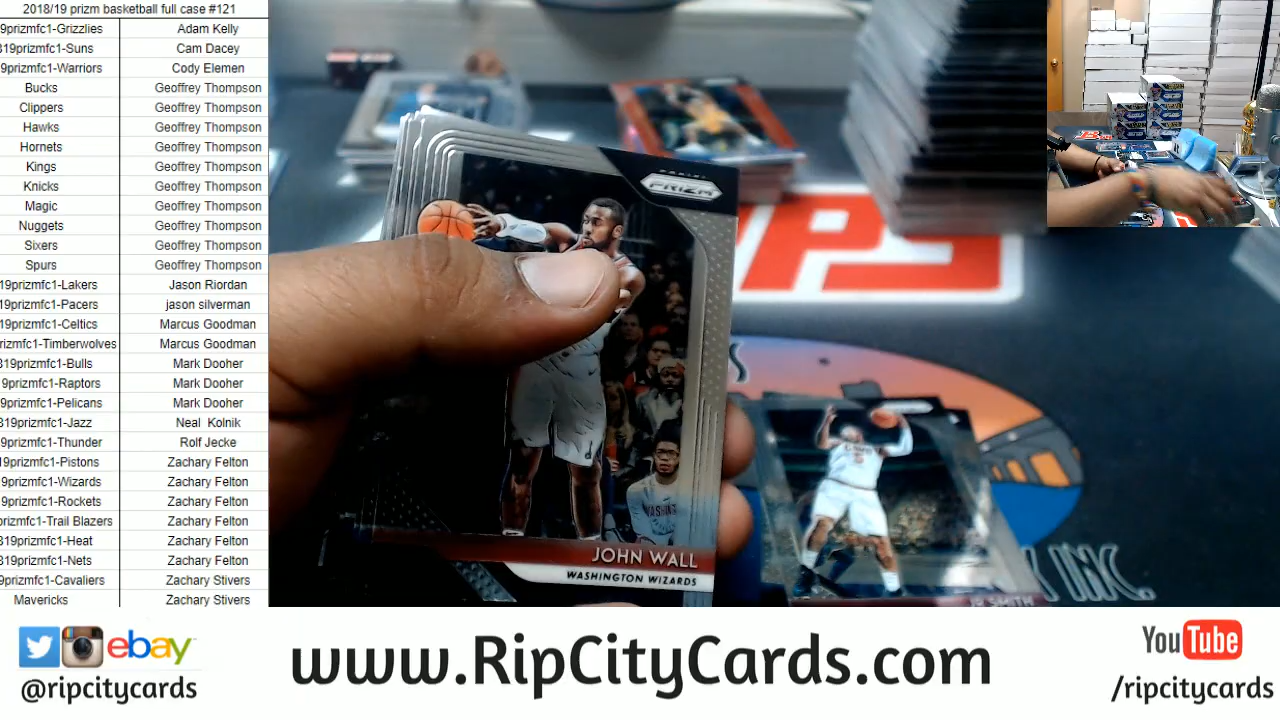 2018/19 prizm basketball full case #121
9prizmfc1-Grizzlies Adam Kelly
319prizmfc1-Suns Cam Dacey
9prizmfc1-Warriors Cody Elemen
Bucks Geoffrey Thompson
Clippers Geoffrey Thompson
Hawks Geoffrey Thompson
Hornets Geoffrey Thompson
Kings Geoffrey Thompson
Knicks Geoffrey Thompson
Magic Geoffrey Thompson
Nuggets Geoffrey Thompson
Sixers Geoffrey Thompson
Spurs Geoffrey Thompson
19prizmfc1-Lakers Jason Riordan
19prizmfc1-Pacers jason silverman
19prizmfc1-Celtics Marcus Goodman
rizmfc1-Timberwolves Marcus Goodman
319prizmfc1-Bulls Mark Dooher
9prizmfc1-Raptors Mark Dooher
9prizmfc1-Pelicans Mark Dooher
319prizmfc1-Jazz Neal Kolnik
9prizmfc1-Thunder Rolf Jecke
19prizmfc1-Pistons Zachary Felton
9prizmfc1-Wizards Zachary Felton
9prizmfc1-Rockets Zachary Felton
prizmfc1-Trail Blazers Zachary Felton
319prizmfc1-Heat Zachary Felton
319prizmfc1-Nets Zachary Felton
9prizmfc1-Cavaliers Zachary Stivers
Mavericks Zachary Stivers
PANINI
PRIZM
JOHN WALL
WASHINGTON WIZARDS
JR SMITH
ebay
@ripcitycards
www.RipCityCards.com
YouTube
/ripcitycards